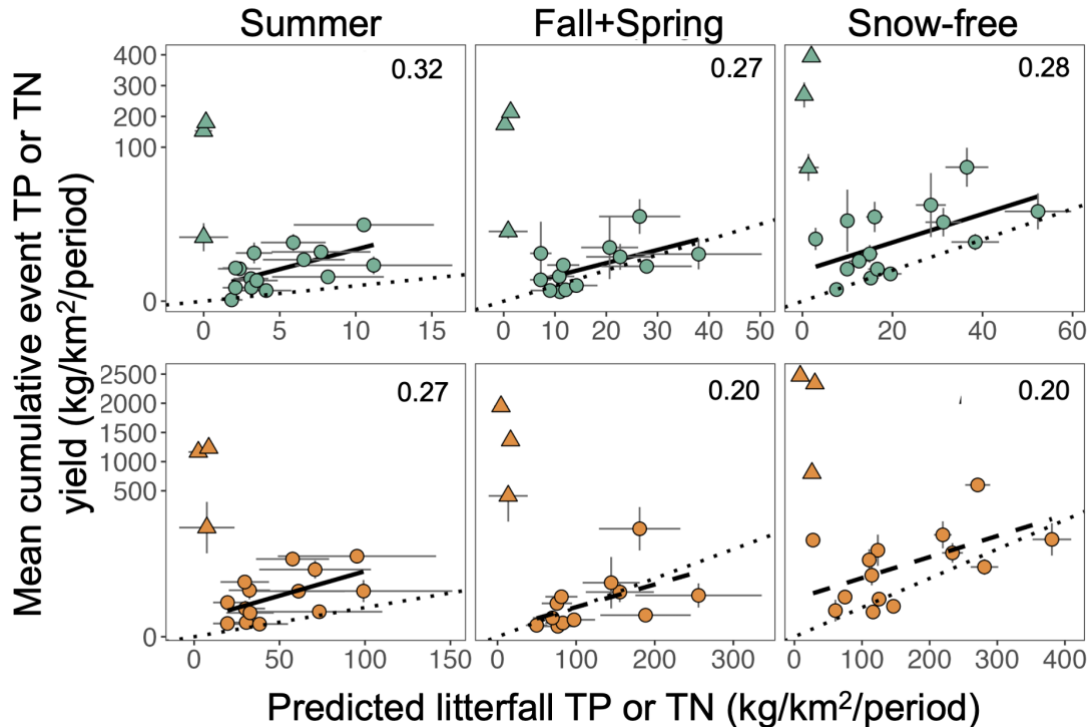 Summer Fall+Spring Snow-free
Mean cumulative event TP or TN
yield (kg/km²/period)
400
200
100
0
0.32
0.27
0.28
0 5 10 15
0 10 20 30 40 50
0 20 40 60
2500
2000
1500
1000
500
0
0.27
0.20
0.20
0 50 100 150
0 100 200 300
0 100 200 300 400
Predicted litterfall TP or TN (kg/km²/period)